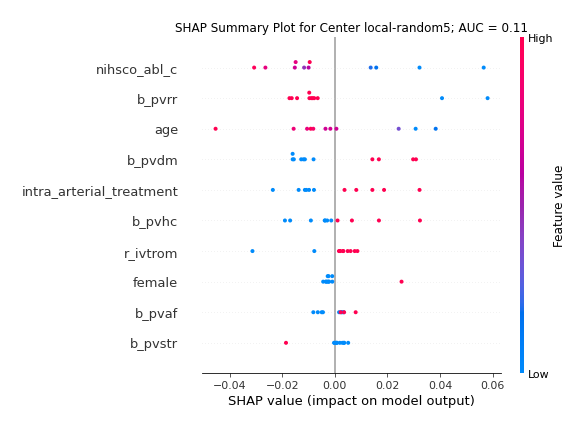 SHAP Summary Plot for Center local-random5; AUC = 0.11
High
nihsco_abl_c
b_pvrr
age
b_pvdm
intra_arterial_treatment
b_pvhc
r_ivtrom
female
b_pvaf
b_pvstr
Feature value
Low
−0.04 −0.02 0.00 0.02 0.04 0.06
SHAP value (impact on model output)